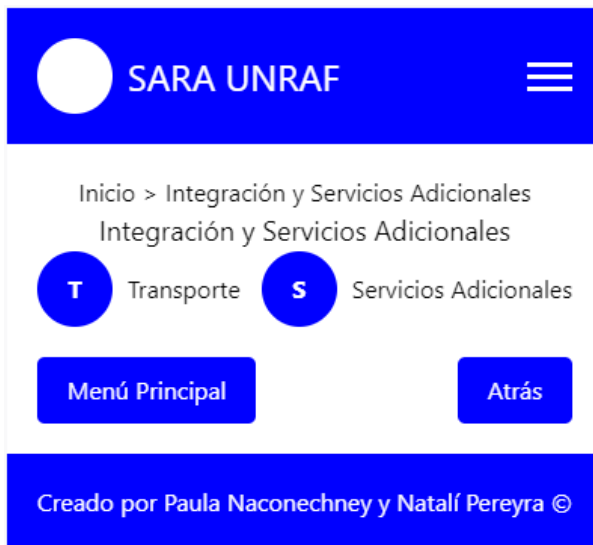 SARA UNRAF
Inicio > Integración y Servicios Adicionales
Integración y Servicios Adicionales
T Transporte S Servicios Adicionales
Menú Principal Atrás
Creado por Paula Naconechney y Natalí Pereyra ©